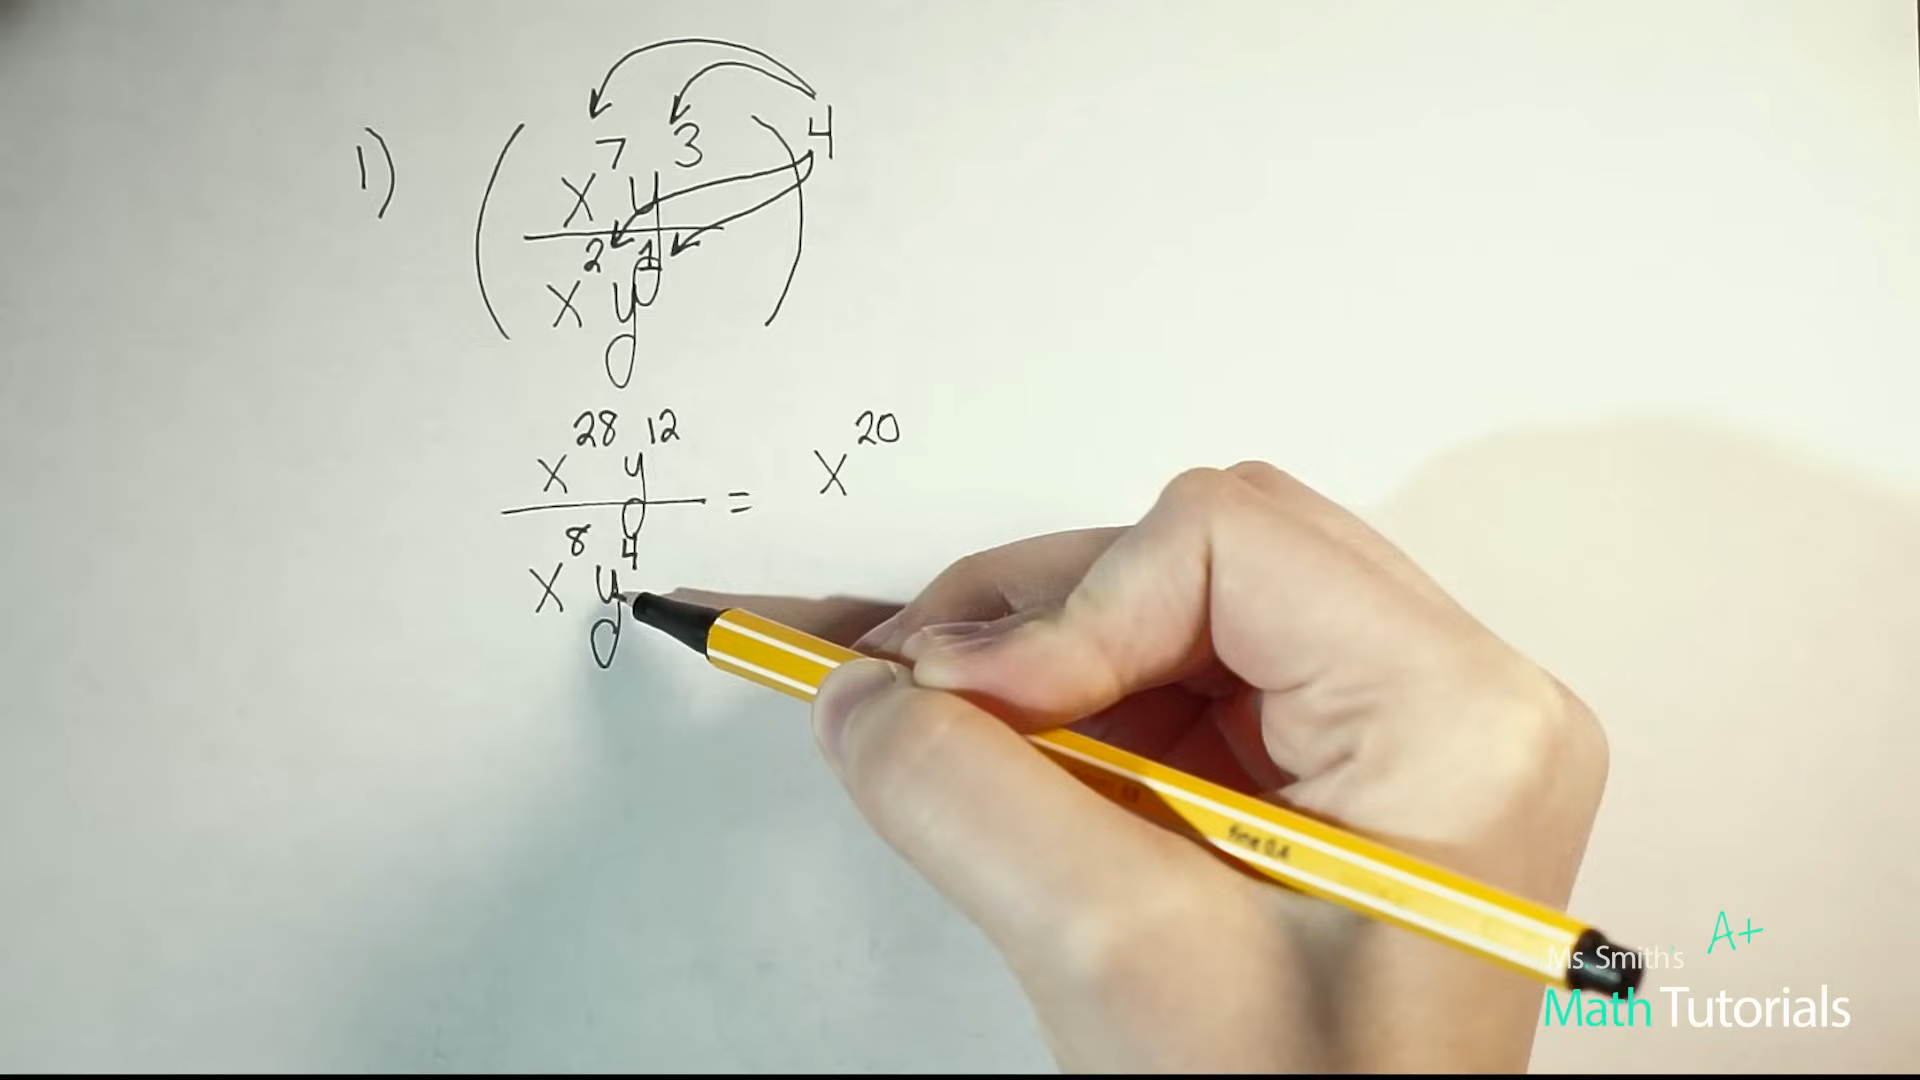 1) (x^7 y^3 / x^2 y^1)^4
x^28 y^12 / x^8 y^4 = x^20
fine 0.4
Ms. Smith's A+
Math Tutorials